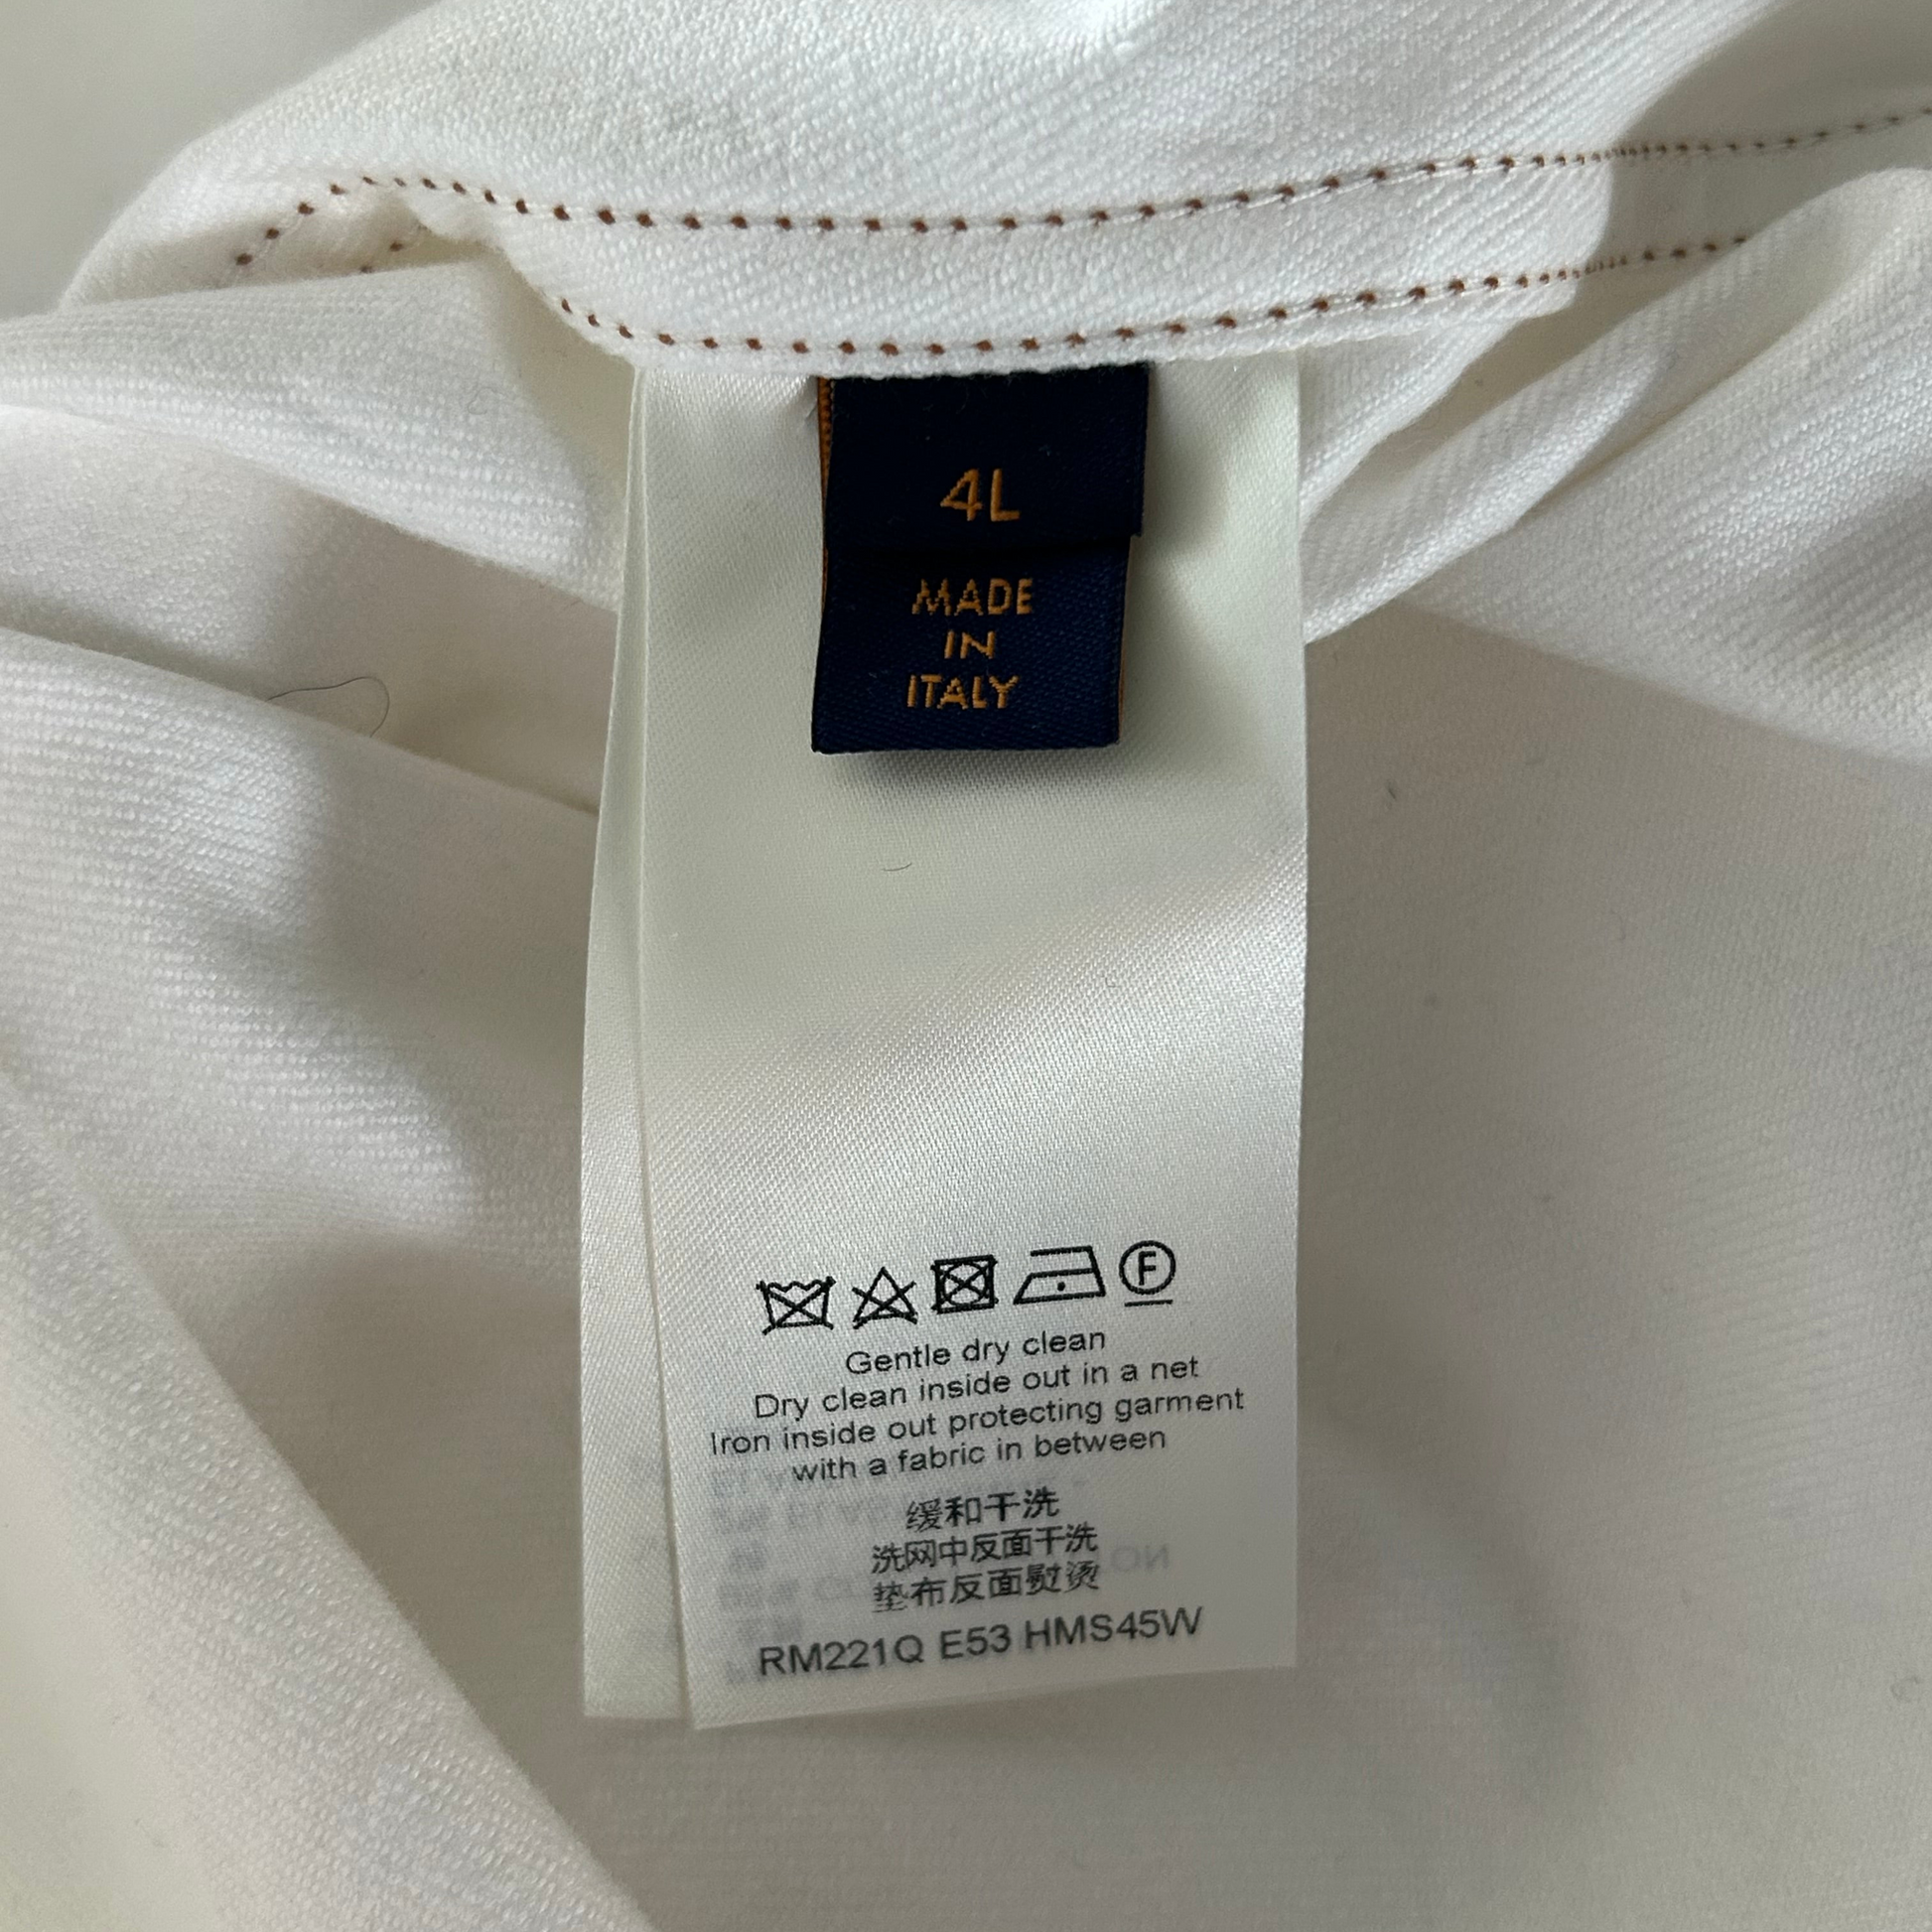 4L
MADE
IN
ITALY
F
Gentle dry clean
Dry clean inside out in a net
Iron inside out protecting garment
with a fabric in between
缓和干洗
洗网中反面干洗
垫布反面熨烫
RM221Q E53 HMS45W